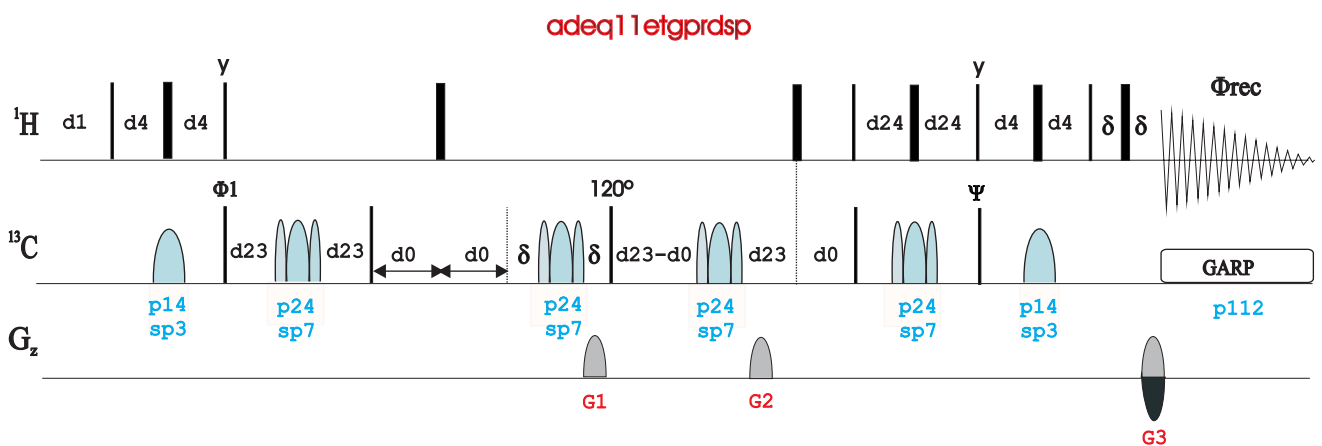 adeq11etgprdsp
y y
Φrec
¹H d1 d4 d4 d24 d24 d4 d4 δ δ
Φ1 120º Ψ
¹³C d23 d23 d0 d0 δ δ d23-d0 d23 d0 GARP
p14 p24 p24 p24 p24 p14 p112
sp3 sp7 sp7 sp7 sp7 sp3
Gz
G1 G2
G3